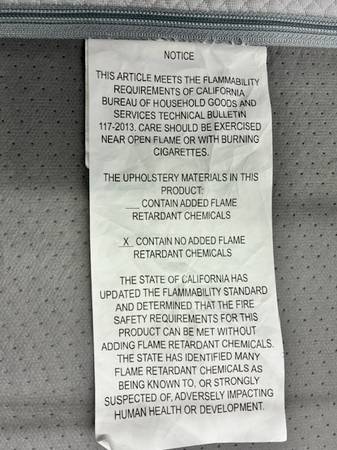 NOTICE
THIS ARTICLE MEETS THE FLAMMABILITY
REQUIREMENTS OF CALIFORNIA
BUREAU OF HOUSEHOLD GOODS AND
SERVICES TECHNICAL BULLETIN
117-2013. CARE SHOULD BE EXERCISED
NEAR OPEN FLAME OR WITH BURNING
CIGARETTES.
THE UPHOLSTERY MATERIALS IN THIS
PRODUCT:
___ CONTAIN ADDED FLAME
RETARDANT CHEMICALS
_X_ CONTAIN NO ADDED FLAME
RETARDANT CHEMICALS
THE STATE OF CALIFORNIA HAS
UPDATED THE FLAMMABILITY STANDARD
AND DETERMINED THAT THE FIRE
SAFETY REQUIREMENTS FOR THIS
PRODUCT CAN BE MET WITHOUT
ADDING FLAME RETARDANT CHEMICALS.
THE STATE HAS IDENTIFIED MANY
FLAME RETARDANT CHEMICALS AS
BEING KNOWN TO, OR STRONGLY
SUSPECTED OF, ADVERSELY IMPACTING
HUMAN HEALTH OR DEVELOPMENT.